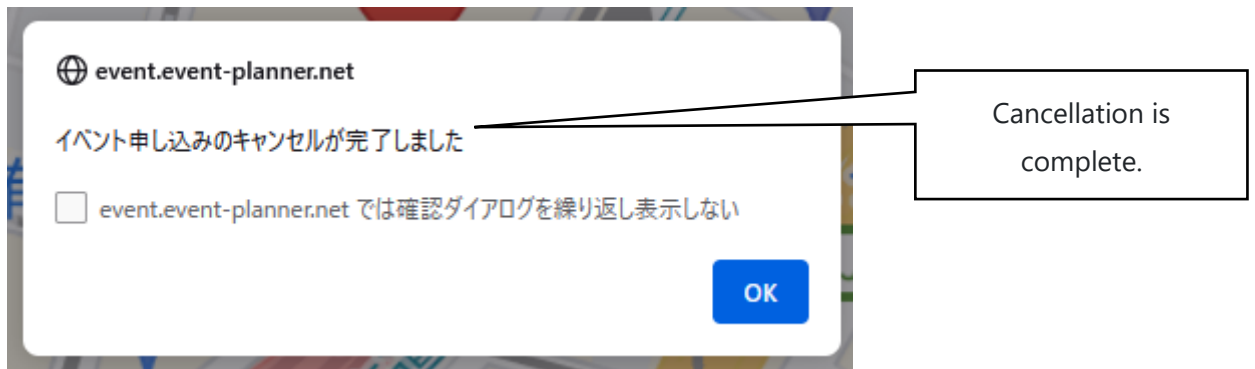 event.event-planner.net
イベント申し込みのキャンセルが完了しました
event.event-planner.net では確認ダイアログを繰り返し表示しない
OK
Cancellation is
complete.